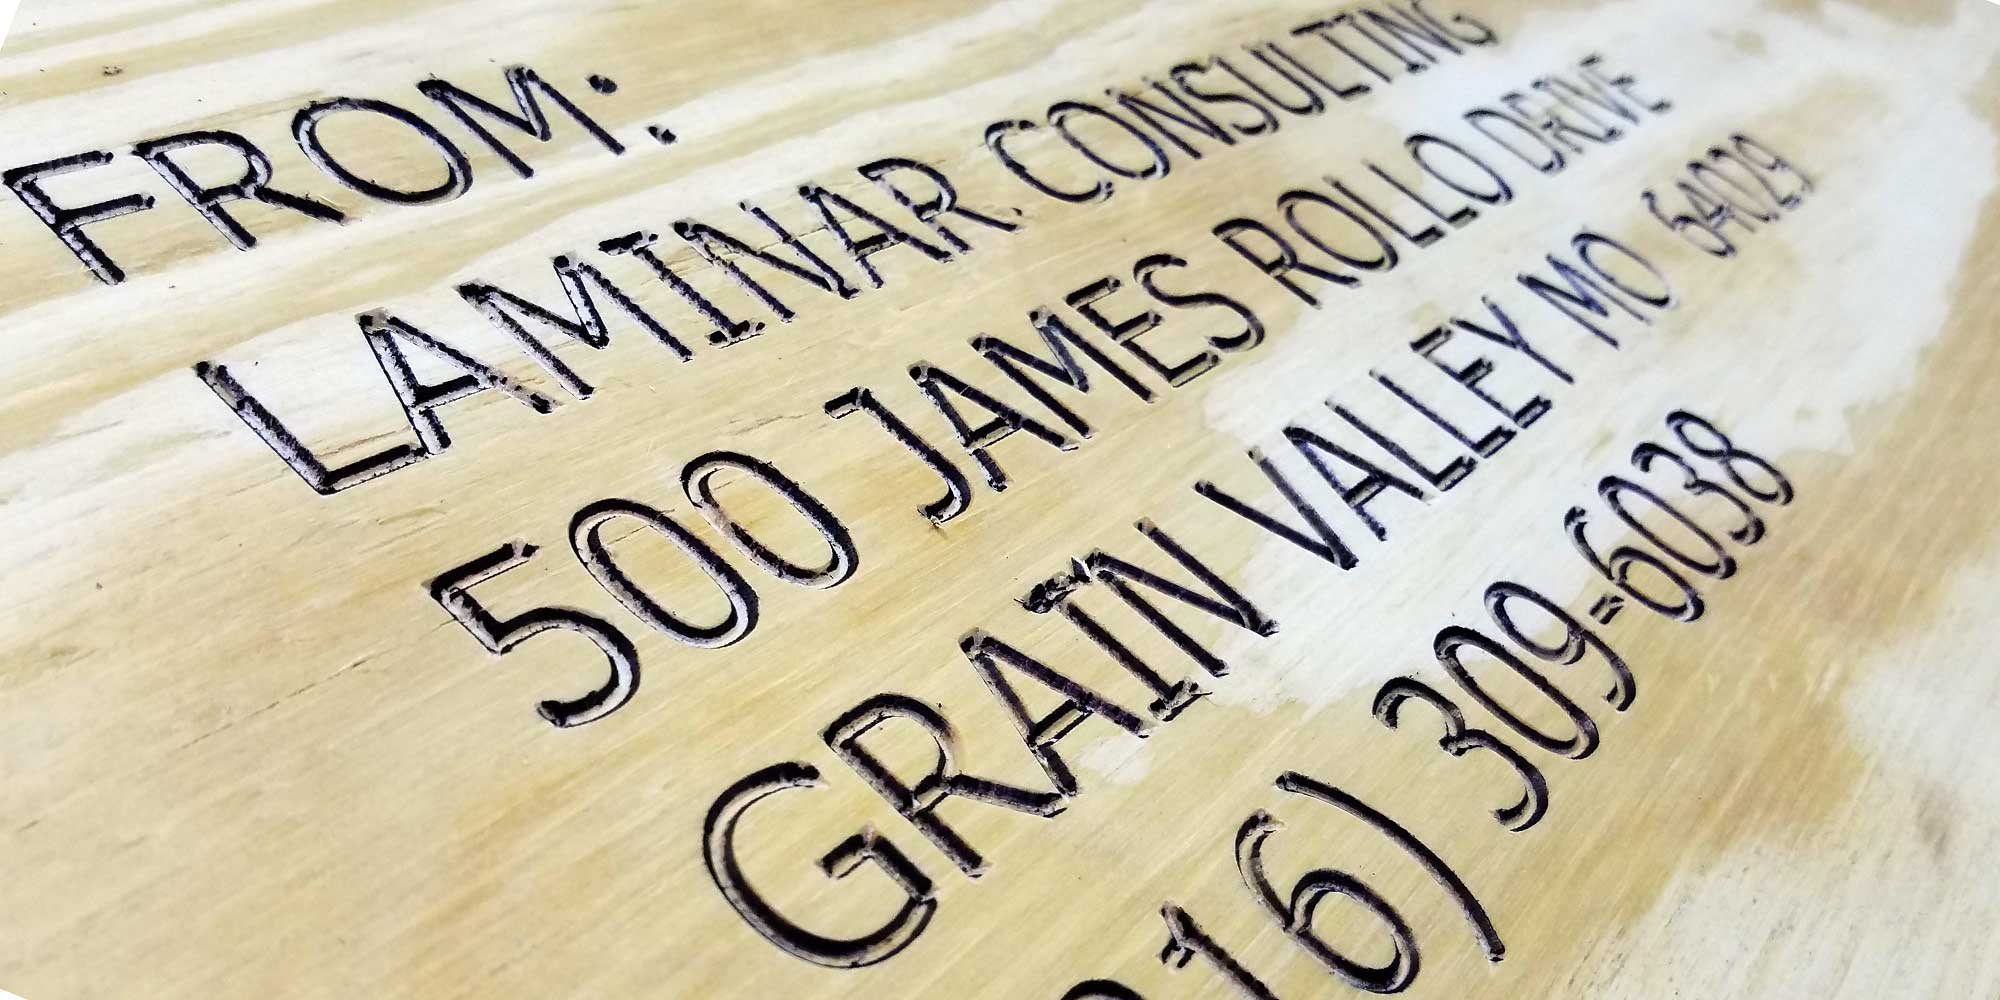 FROM:
LAMINAR CONSULTING
500 JAMES ROLLO DRIVE
GRAIN VALLEY MO 64029
16) 309-6038